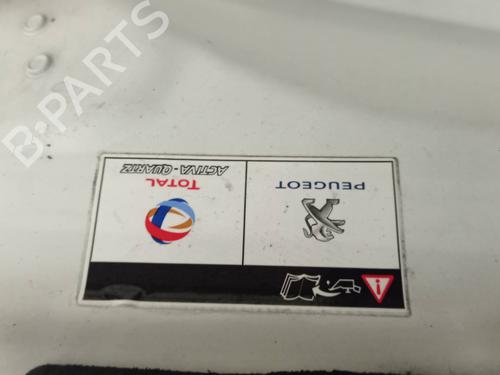 B-PARTS
PEUGEOT
TOTAL
ACTIVA - QUARTZ